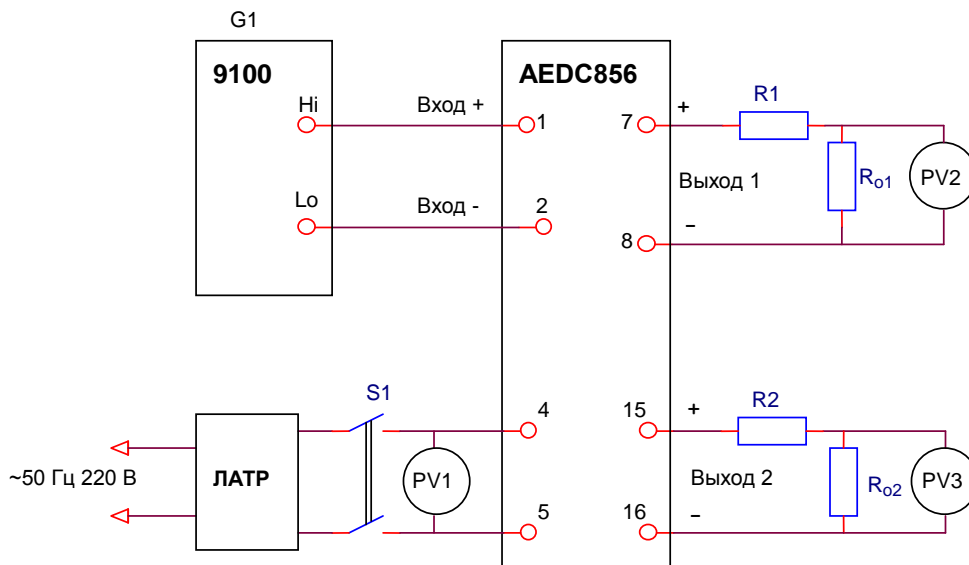 G1
9100
AEDC856
Hi
Вход +
1
7
+
R1
Lo
Вход -
2
Выход 1
Ro1
PV2
8
–
S1
4
15
+
R2
~50 Гц 220 В
ЛАТР
PV1
Выход 2
Ro2
PV3
5
16
–